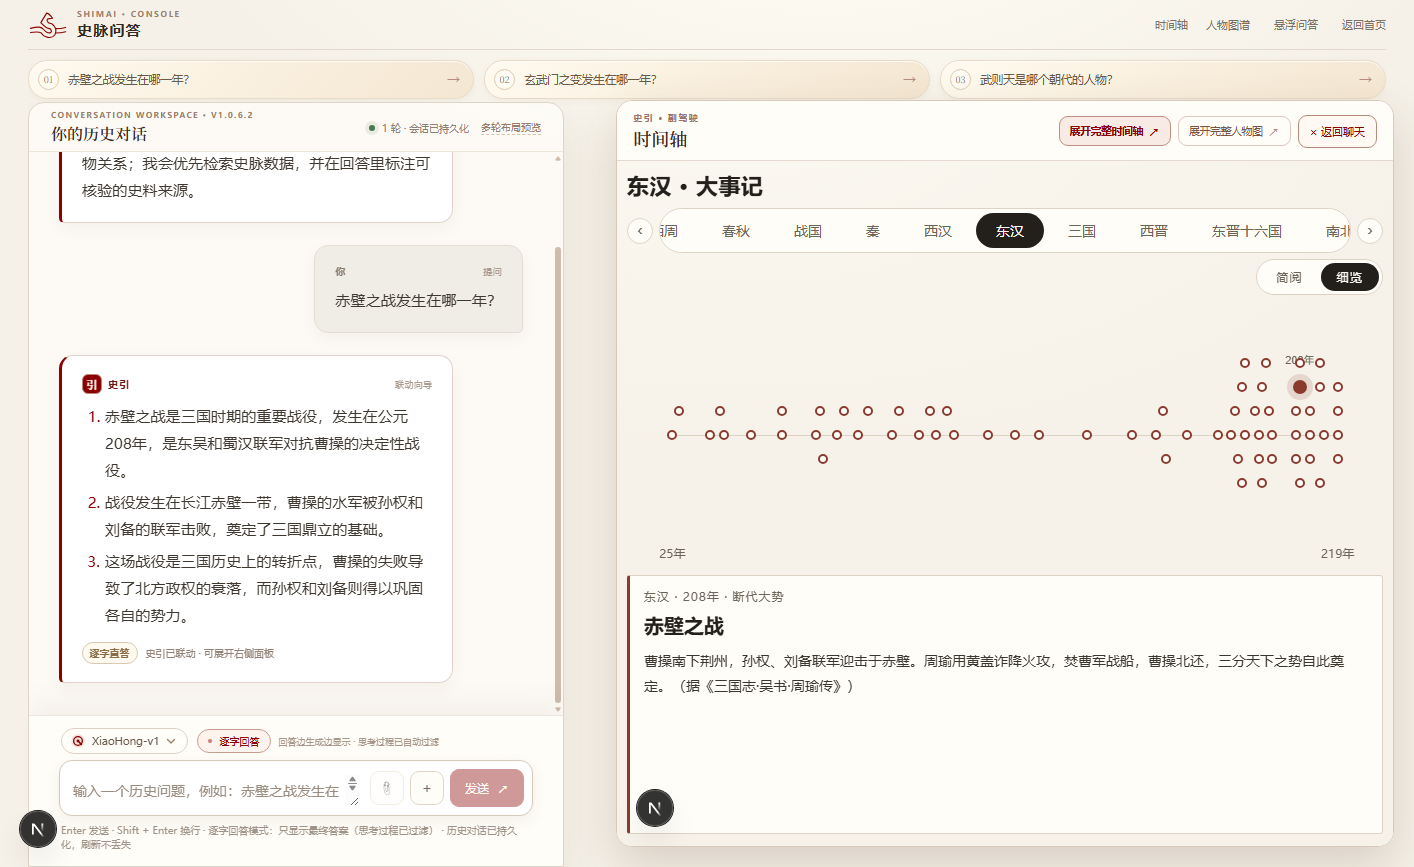 SHIMAI • CONSOLE
史脉问答
时间轴 人物图谱 悬浮问答 返回首页
01 赤壁之战发生在哪一年? →
02 玄武门之变发生在哪一年? →
03 武则天是哪个朝代的人物? →
CONVERSATION WORKSPACE • V1.0.6.2
你的历史对话
1 轮 · 会话已持久化 多轮布局预览
物关系；我会优先检索史脉数据，并在回答里标注可
核验的史料来源。
你 提问
赤壁之战发生在哪一年?
引 史引 联动向导
1. 赤壁之战是三国时期的重要战役，发生在公元
208年，是东吴和蜀汉联军对抗曹操的决定性战
役。
2. 战役发生在长江赤壁一带，曹操的水军被孙权和
刘备的联军击败，奠定了三国鼎立的基础。
3. 这场战役是三国历史上的转折点，曹操的失败导
致了北方政权的衰落，而孙权和刘备则得以巩固
各自的势力。
逐字直答 史引已联动 · 可展开右侧面板
XiaoHong-v1 逐字回答 回答边生成边显示 · 思考过程已自动过滤
输入一个历史问题，例如：赤壁之战发生在
+ 发送 ↗
N
Enter 发送 · Shift + Enter 换行 · 逐字回答模式：只显示最终答案（思考过程已过滤） · 历史对话已持久
化，刷新不丢失
史引 • 副驾驶
时间轴
展开完整时间轴 ↗ 展开完整人物图 ↗ × 返回聊天
东汉 • 大事记
‹ 西周 春秋 战国 秦 西汉 东汉 三国 西晋 东晋十六国 南北 ›
简阅 细览
208年
25年 219年
东汉 · 208年 · 断代大势
赤壁之战
曹操南下荆州，孙权、刘备联军迎击于赤壁。周瑜用黄盖诈降火攻，焚曹军战船，曹操北还，三分天下之势自此奠
定。（据《三国志·吴书·周瑜传》）
N